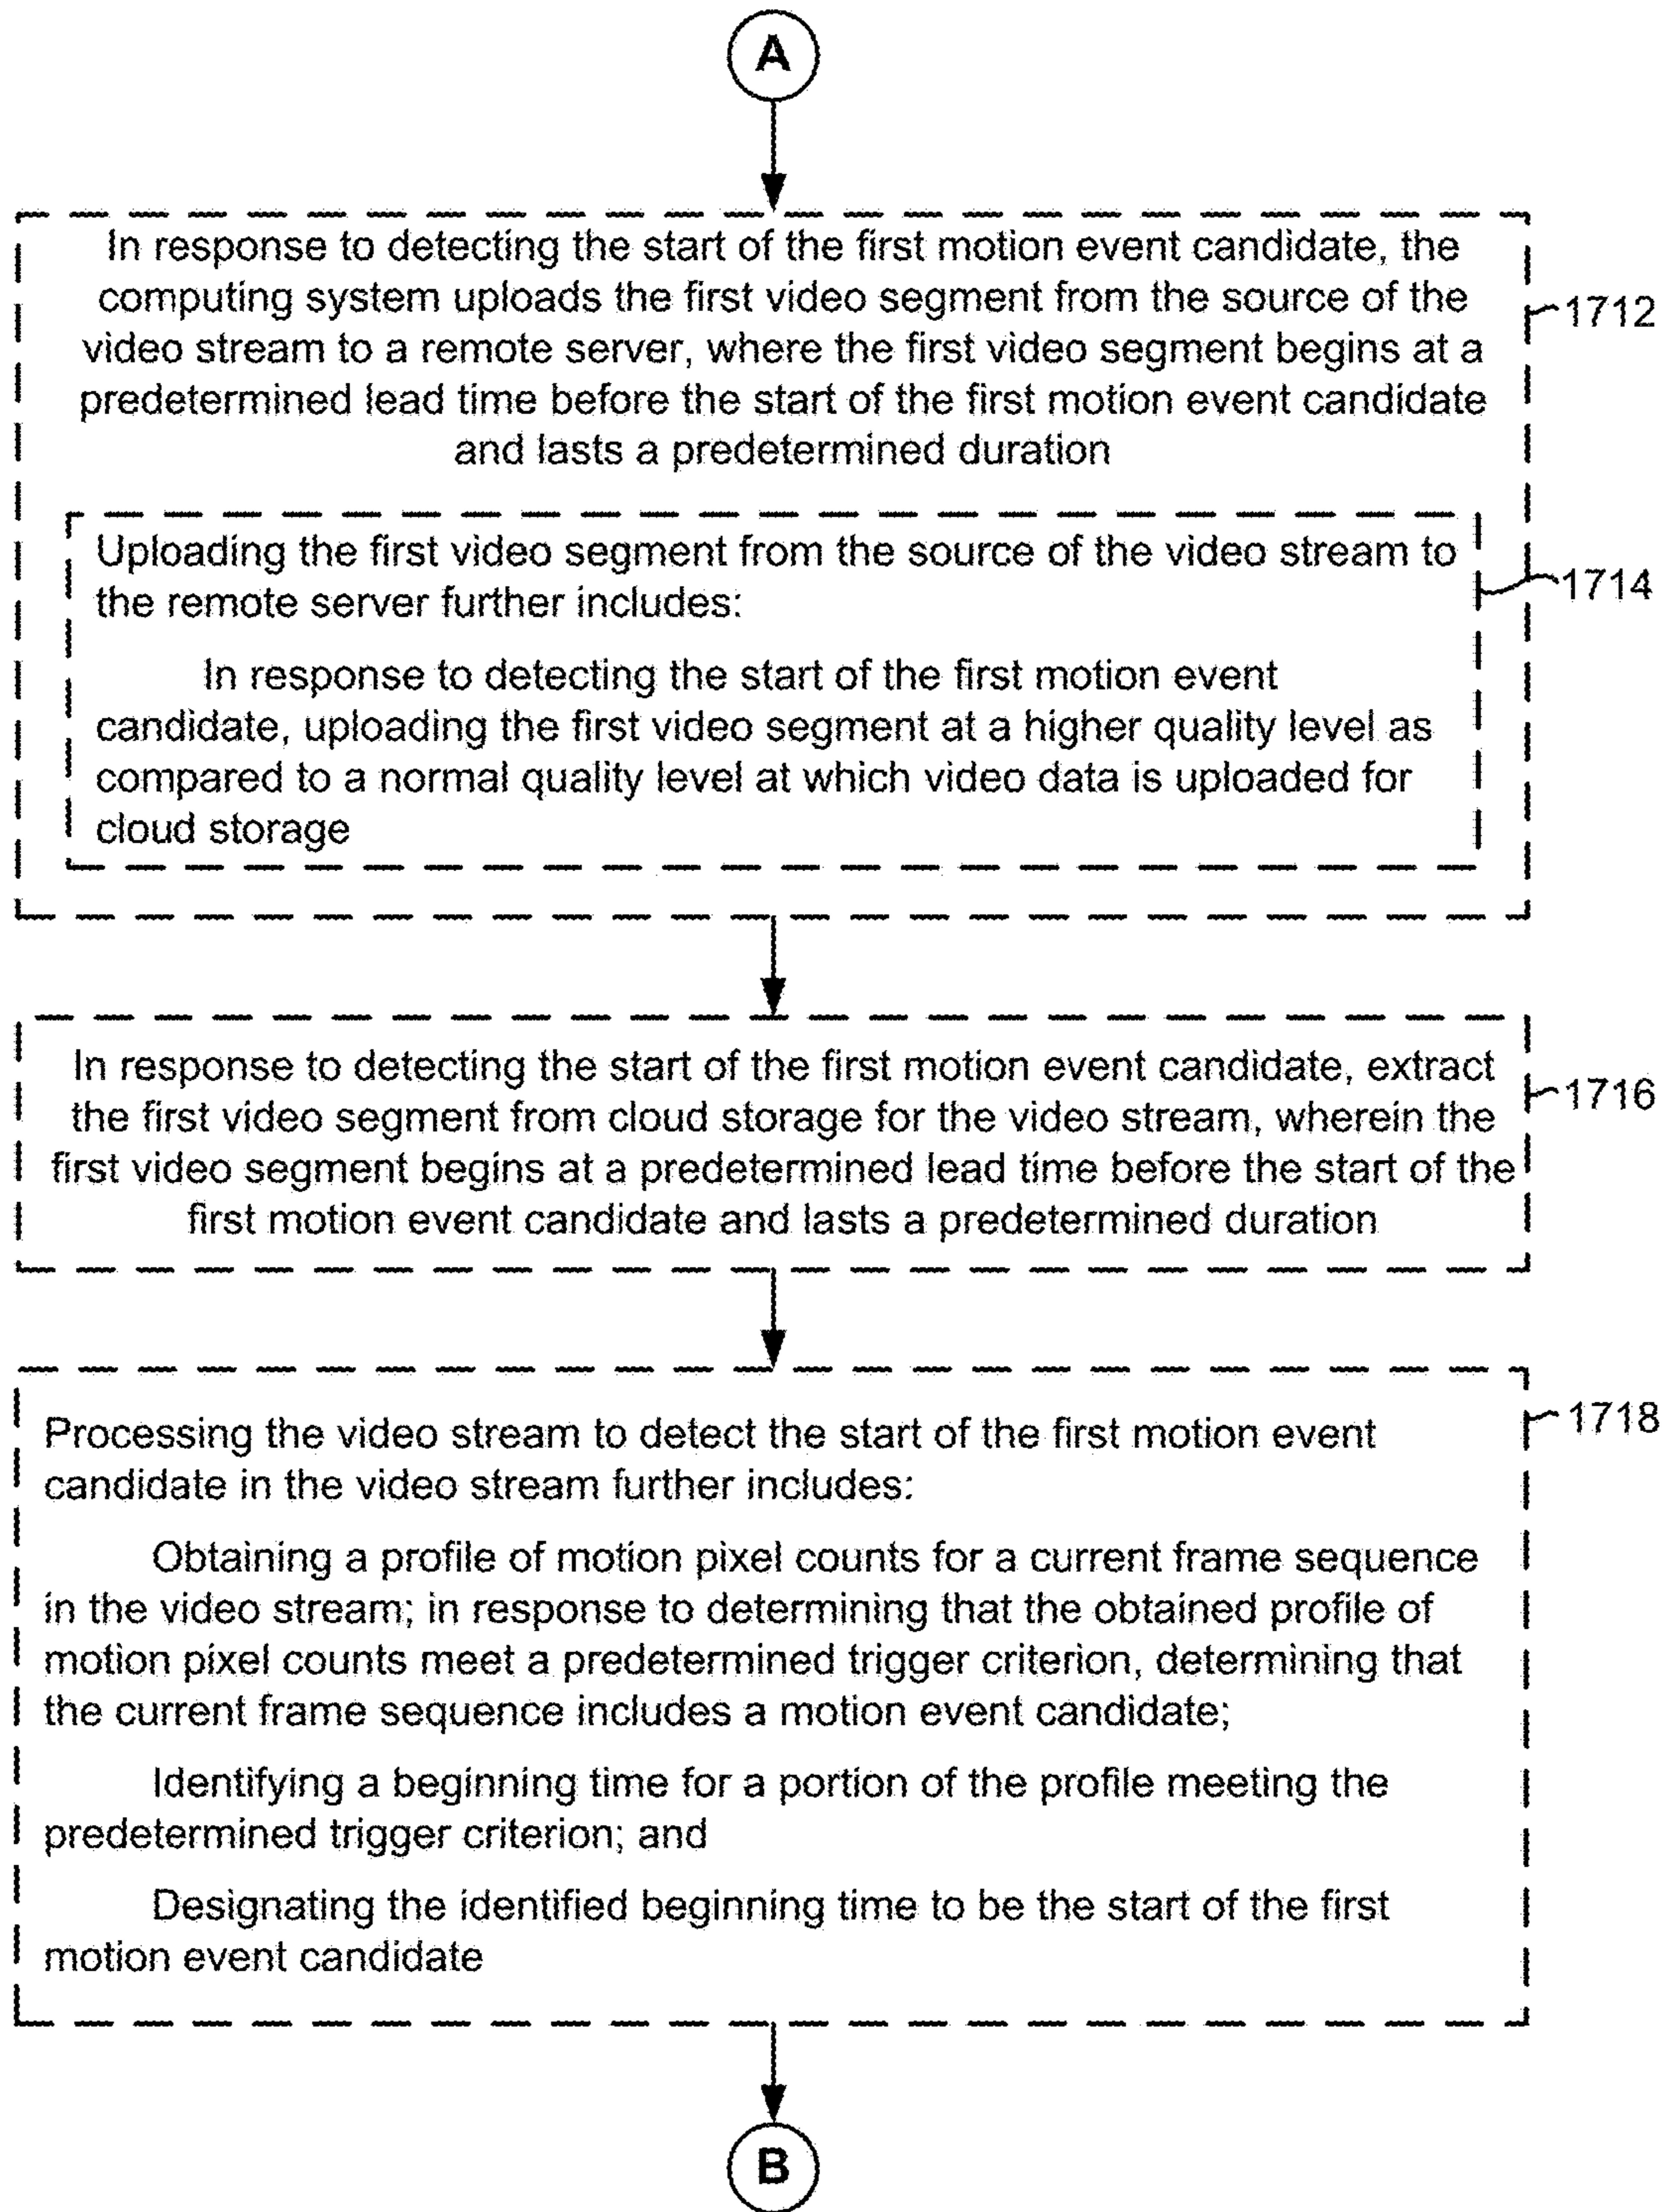 A
In response to detecting the start of the first motion event candidate, the
computing system uploads the first video segment from the source of the
video stream to a remote server, where the first video segment begins at a
predetermined lead time before the start of the first motion event candidate
and lasts a predetermined duration
1712
Uploading the first video segment from the source of the video stream to
the remote server further includes:
1714
In response to detecting the start of the first motion event
candidate, uploading the first video segment at a higher quality level as
compared to a normal quality level at which video data is uploaded for
cloud storage
In response to detecting the start of the first motion event candidate, extract
the first video segment from cloud storage for the video stream, wherein the
first video segment begins at a predetermined lead time before the start of the
first motion event candidate and lasts a predetermined duration
1716
Processing the video stream to detect the start of the first motion event
candidate in the video stream further includes:
1718
Obtaining a profile of motion pixel counts for a current frame sequence
in the video stream; in response to determining that the obtained profile of
motion pixel counts meet a predetermined trigger criterion, determining that
the current frame sequence includes a motion event candidate;
Identifying a beginning time for a portion of the profile meeting the
predetermined trigger criterion; and
Designating the identified beginning time to be the start of the first
motion event candidate
B